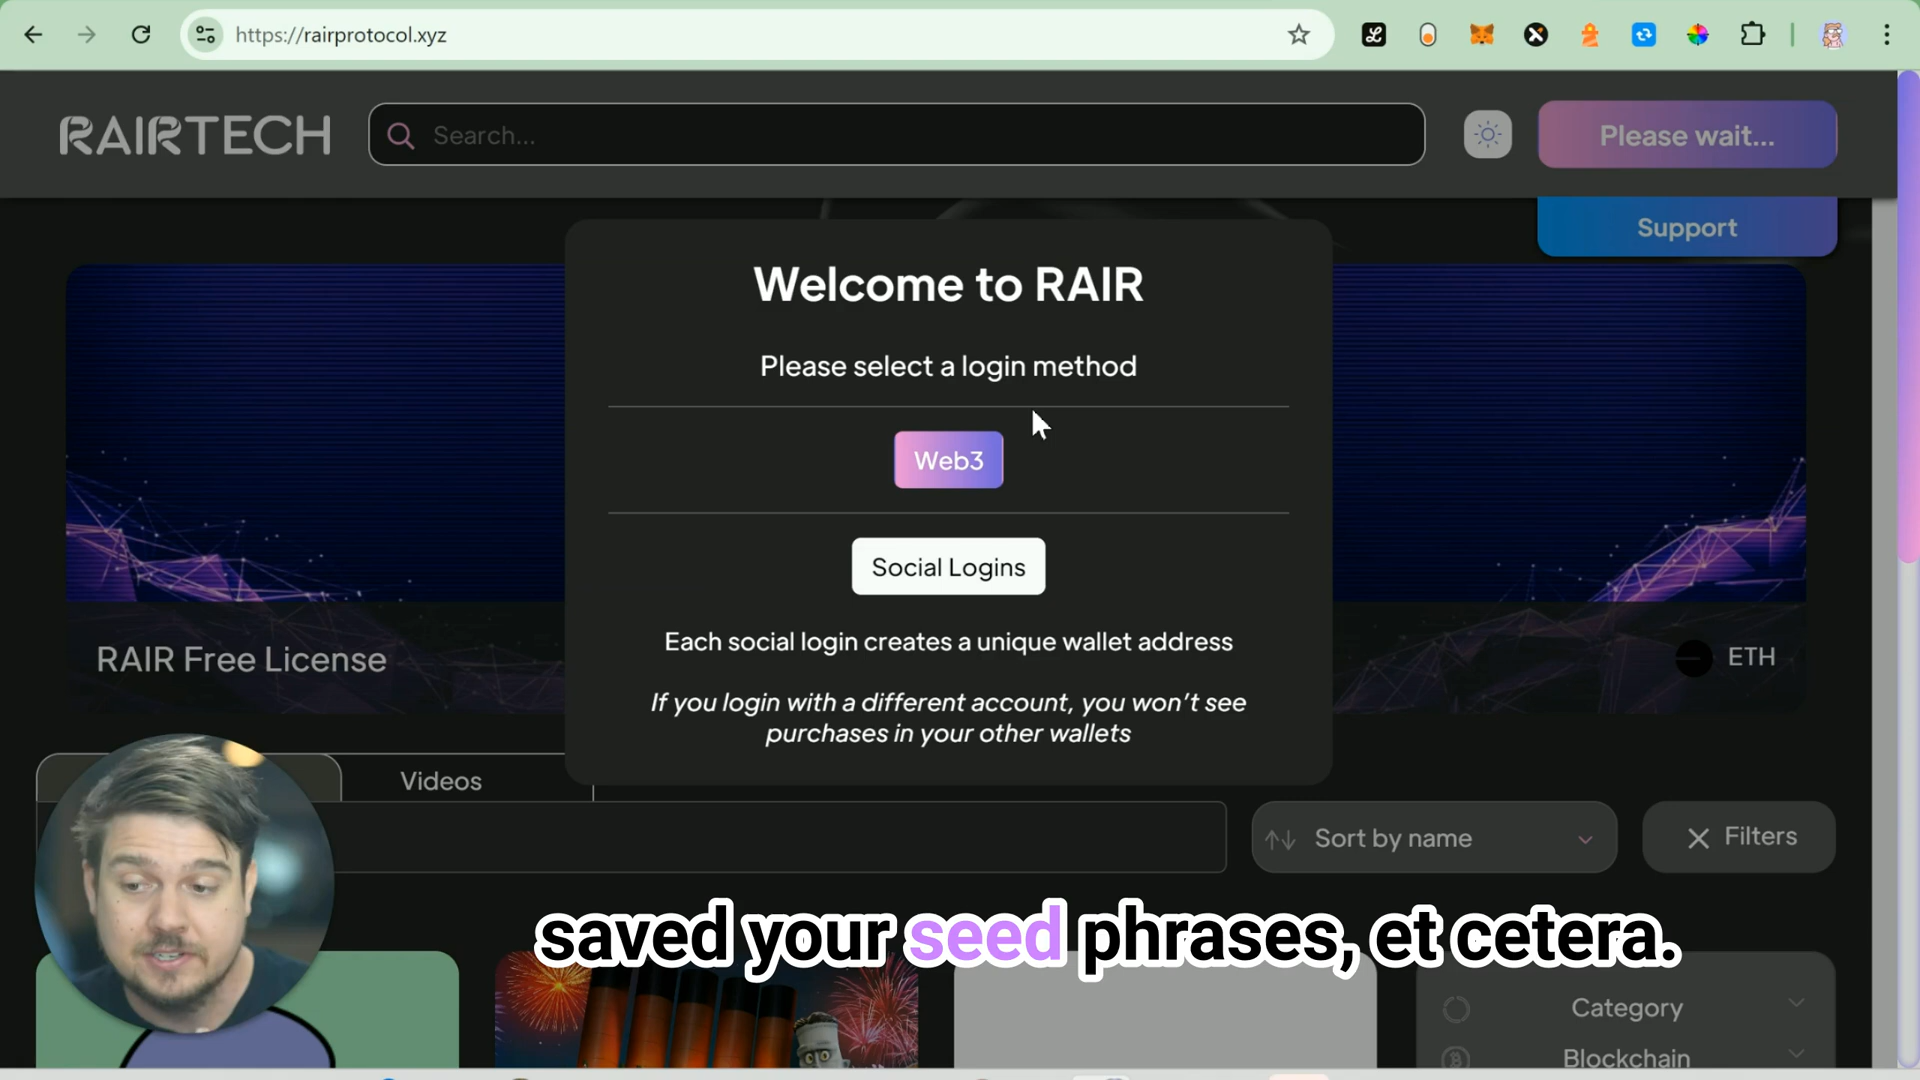 https://rairprotocol.xyz
RAIRTECH
Search...
Please wait...
Support
Welcome to RAIR
Please select a login method
Web3
Social Logins
Each social login creates a unique wallet address
If you login with a different account, you won't see
purchases in your other wallets
RAIR Free License
ETH
Videos
Sort by name
Filters
saved your seed phrases, et cetera.
Category
Blockchain